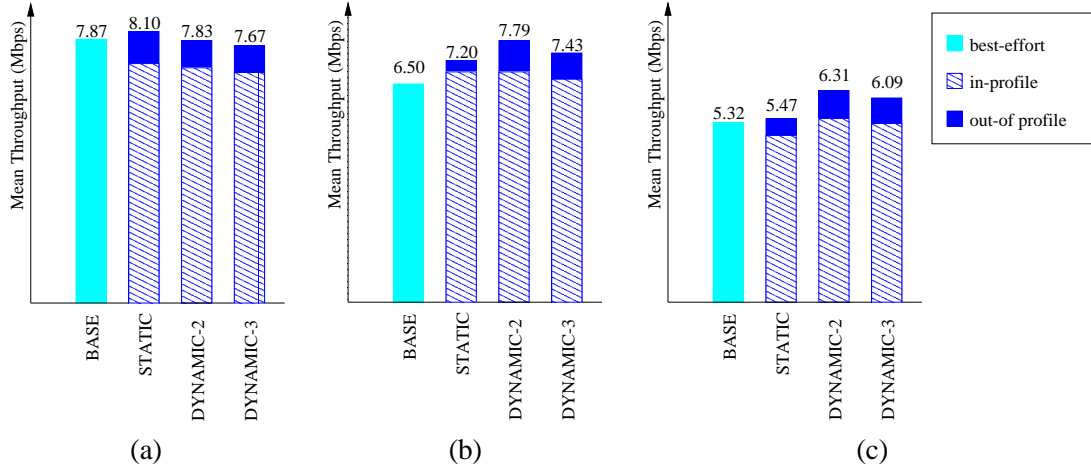 Mean Throughput (Mbps)
7.87
8.10
7.83
7.67
BASE
STATIC
DYNAMIC-2
DYNAMIC-3
(a)
Mean Throughput (Mbps)
6.50
7.20
7.79
7.43
BASE
STATIC
DYNAMIC-2
DYNAMIC-3
(b)
Mean Throughput (Mbps)
5.32
5.47
6.31
6.09
BASE
STATIC
DYNAMIC-2
DYNAMIC-3
(c)
best-effort
in-profile
out-of profile